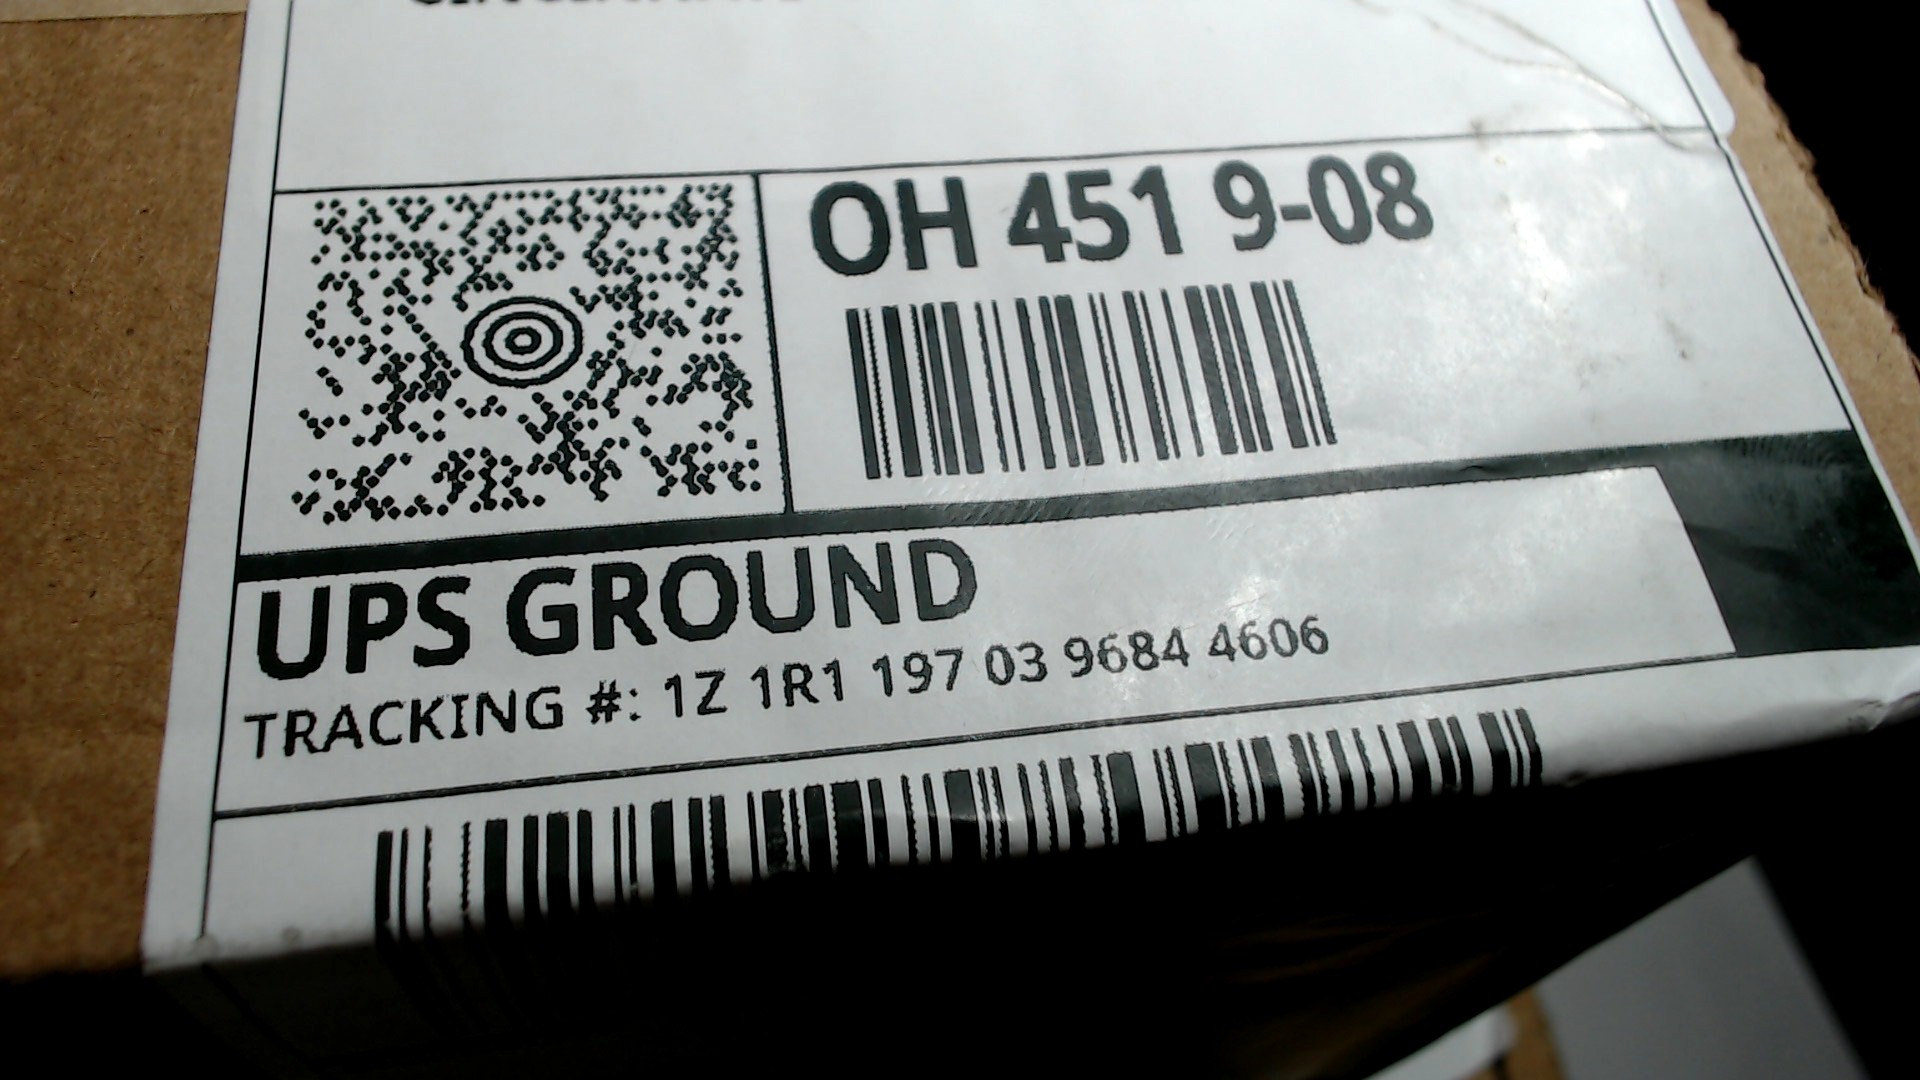 OH 451 9-08
UPS GROUND
TRACKING #: 1Z 1R1 197 03 9684 4606